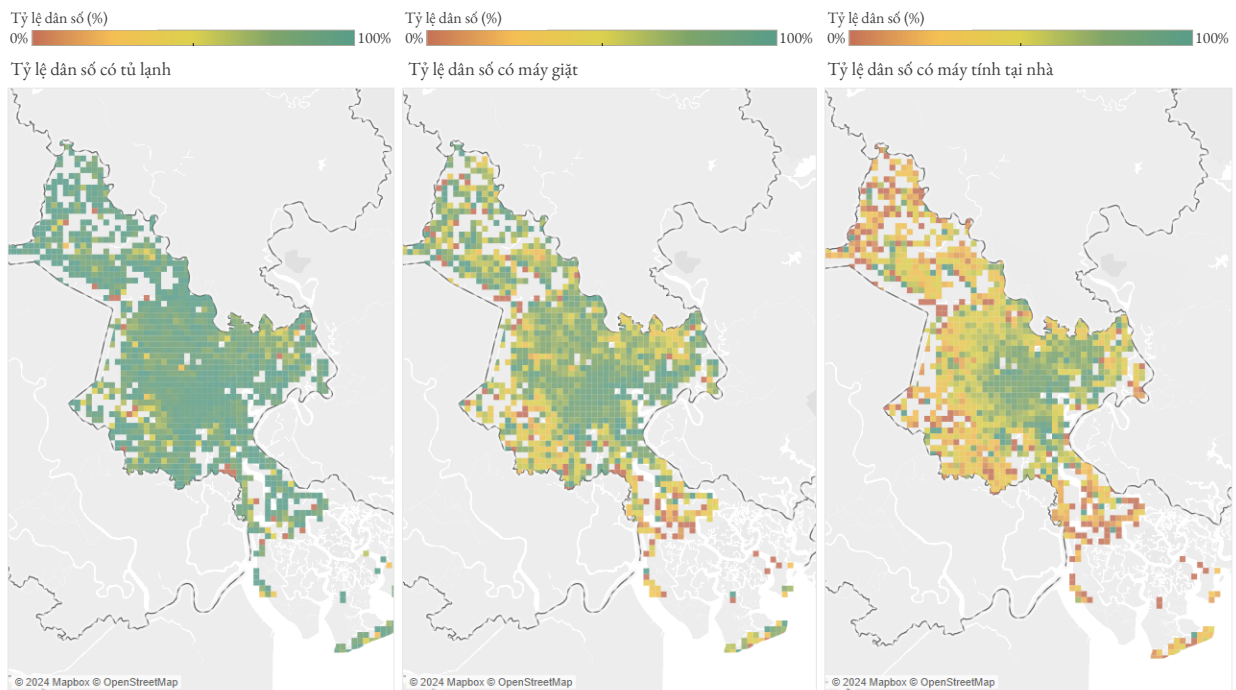 Tỷ lệ dân số (%)
0% 100%
Tỷ lệ dân số có tủ lạnh
© 2024 Mapbox © OpenStreetMap
Tỷ lệ dân số (%)
0% 100%
Tỷ lệ dân số có máy giặt
© 2024 Mapbox © OpenStreetMap
Tỷ lệ dân số (%)
0% 100%
Tỷ lệ dân số có máy tính tại nhà
© 2024 Mapbox © OpenStreetMap